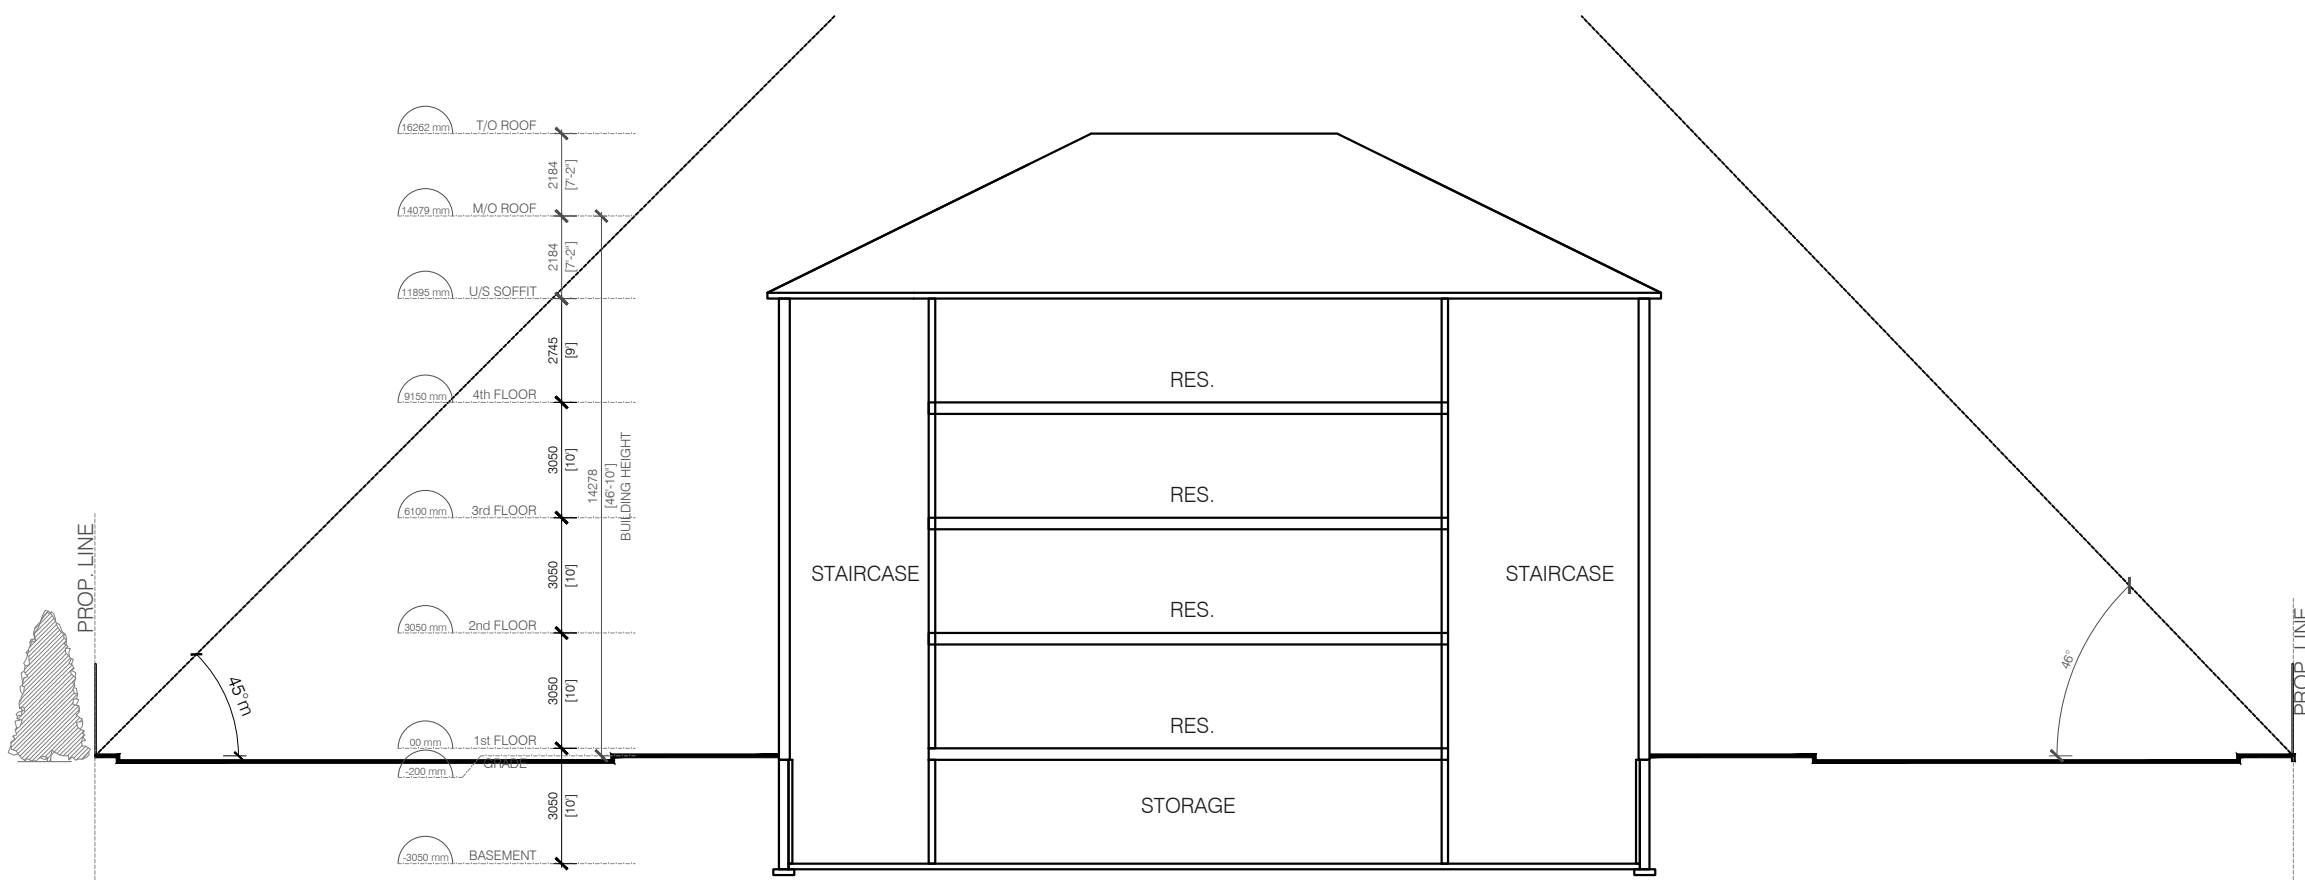 16262 mm T/O ROOF
2184
[7'-2"]
14079 mm M/O ROOF
2184
[7'-2"]
11895 mm U/S SOFFIT
2745
[9']
RES.
9150 mm 4th FLOOR
3050
[10']
14278
[46'-10"]
BUILDING HEIGHT
RES.
6100 mm 3rd FLOOR
PROP. LINE
3050
[10']
STAIRCASE
STAIRCASE
RES.
3050 mm 2nd FLOOR
PROP. LINE
45°m
46°
3050
[10']
RES.
00 mm 1st FLOOR
-200 mm GRADE
3050
[10']
STORAGE
-3050 mm BASEMENT